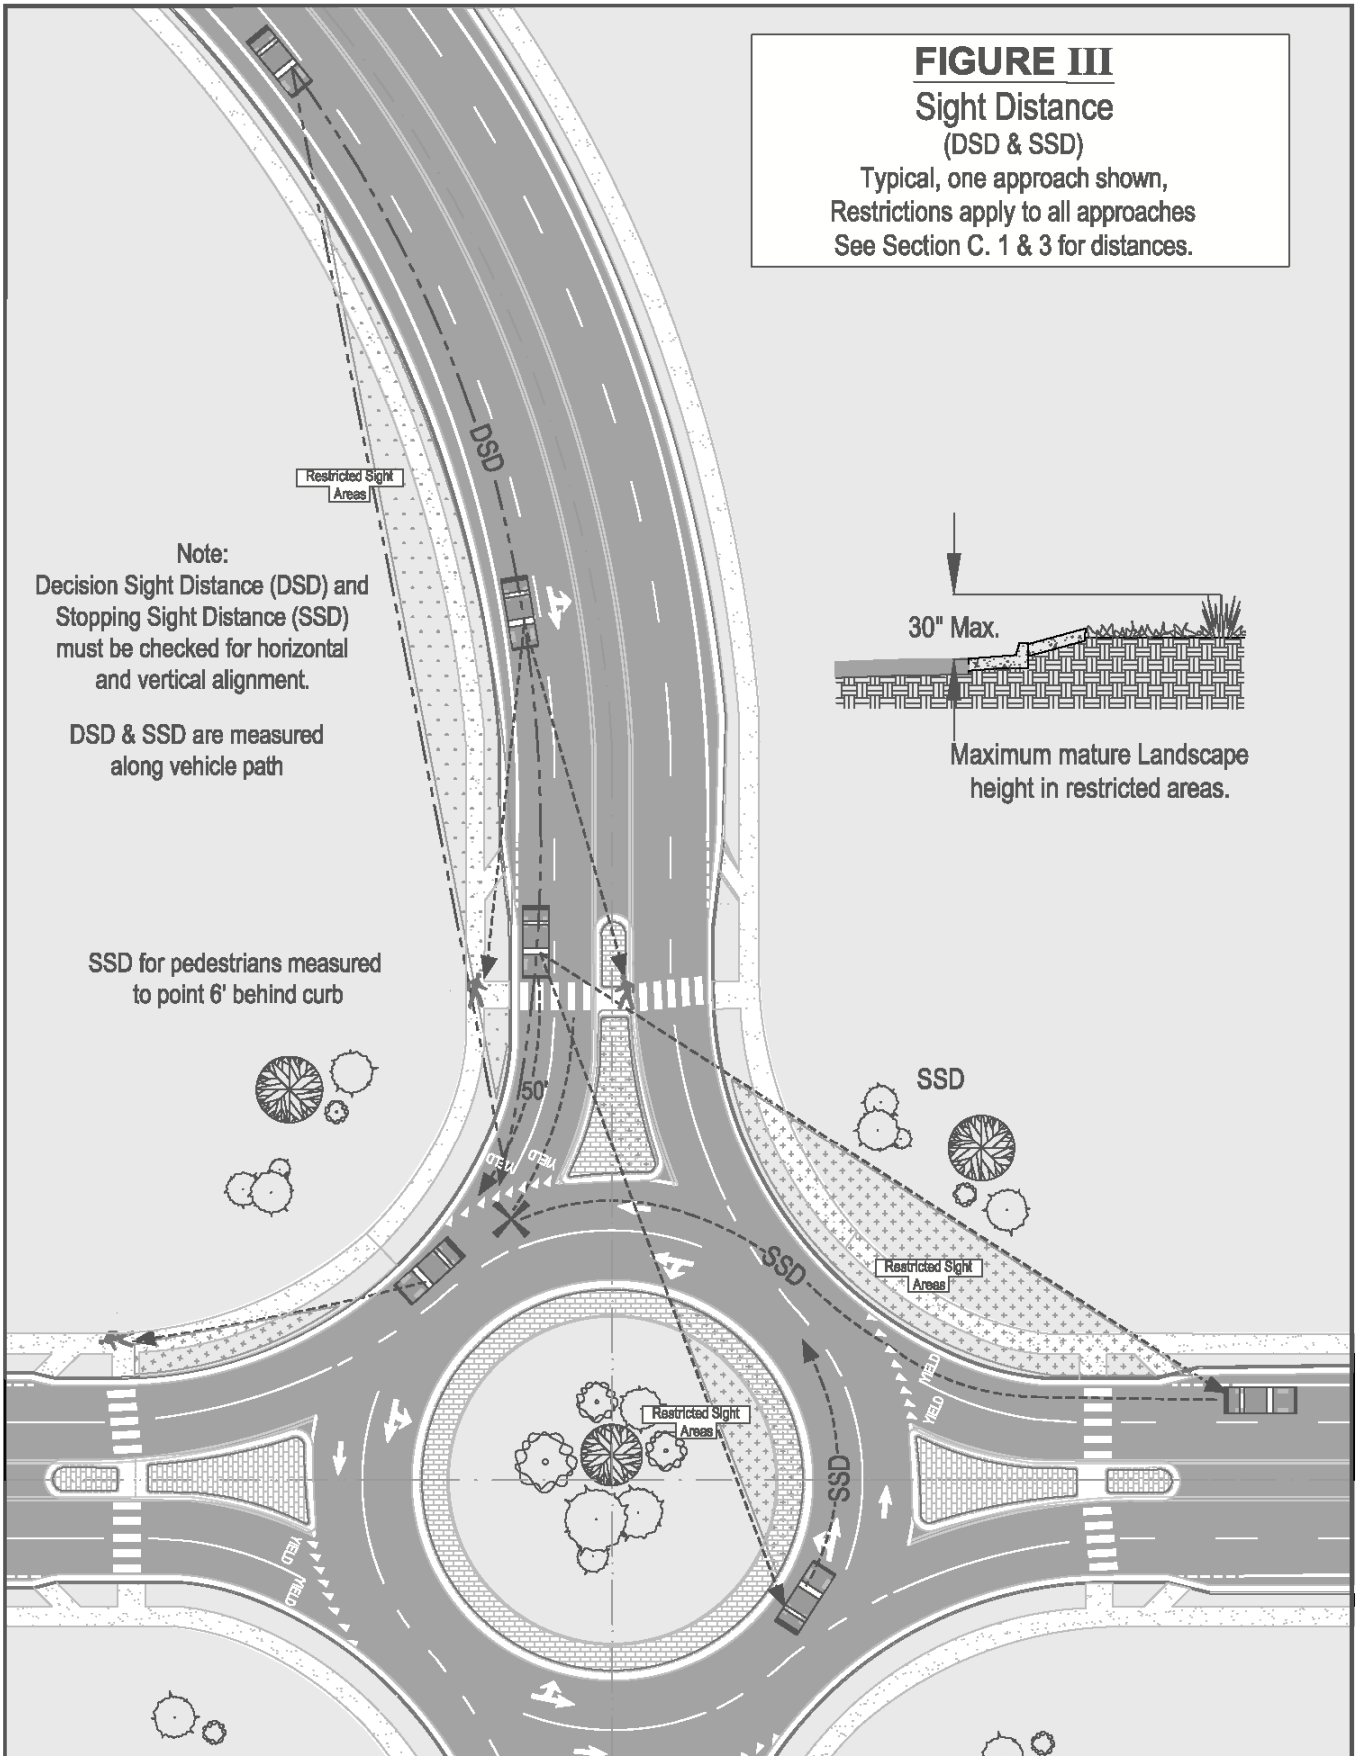 FIGURE III
Sight Distance
(DSD & SSD)
Typical, one approach shown,
Restrictions apply to all approaches
See Section C. 1 & 3 for distances.
DSD
Restricted Sight
Areas
Note:
Decision Sight Distance (DSD) and
Stopping Sight Distance (SSD)
must be checked for horizontal
and vertical alignment.
DSD & SSD are measured
along vehicle path
30" Max.
Maximum mature Landscape
height in restricted areas.
SSD for pedestrians measured
to point 6' behind curb
50'
SSD
YIELD
YIELD
SSD
Restricted Sight
Areas
YIELD
YIELD
Restricted Sight
Areas
SSD
YIELD
YIELD